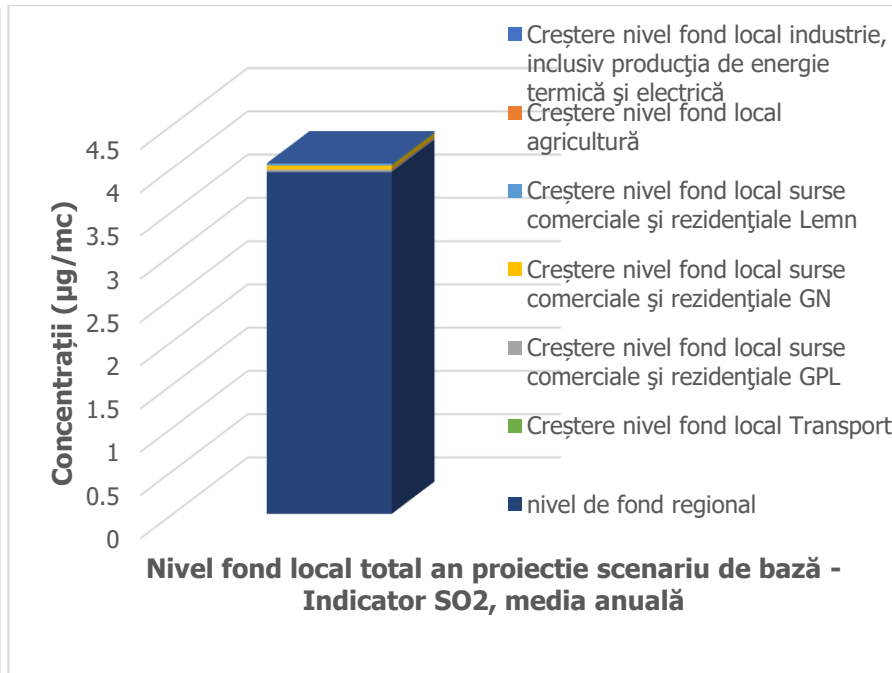 Creștere nivel fond local industrie,
inclusiv producţia de energie
termică şi electrică
Creștere nivel fond local
agricultură
Creștere nivel fond local surse
comerciale şi rezidenţiale Lemn
Creștere nivel fond local surse
comerciale şi rezidenţiale GN
Creștere nivel fond local surse
comerciale şi rezidenţiale GPL
Creștere nivel fond local Transport
nivel de fond regional
Concentrații (µg/mc)
4.5
4
3.5
3
2.5
2
1.5
1
0.5
0
Nivel fond local total an proiectie scenariu de bază -
Indicator SO2, media anuală